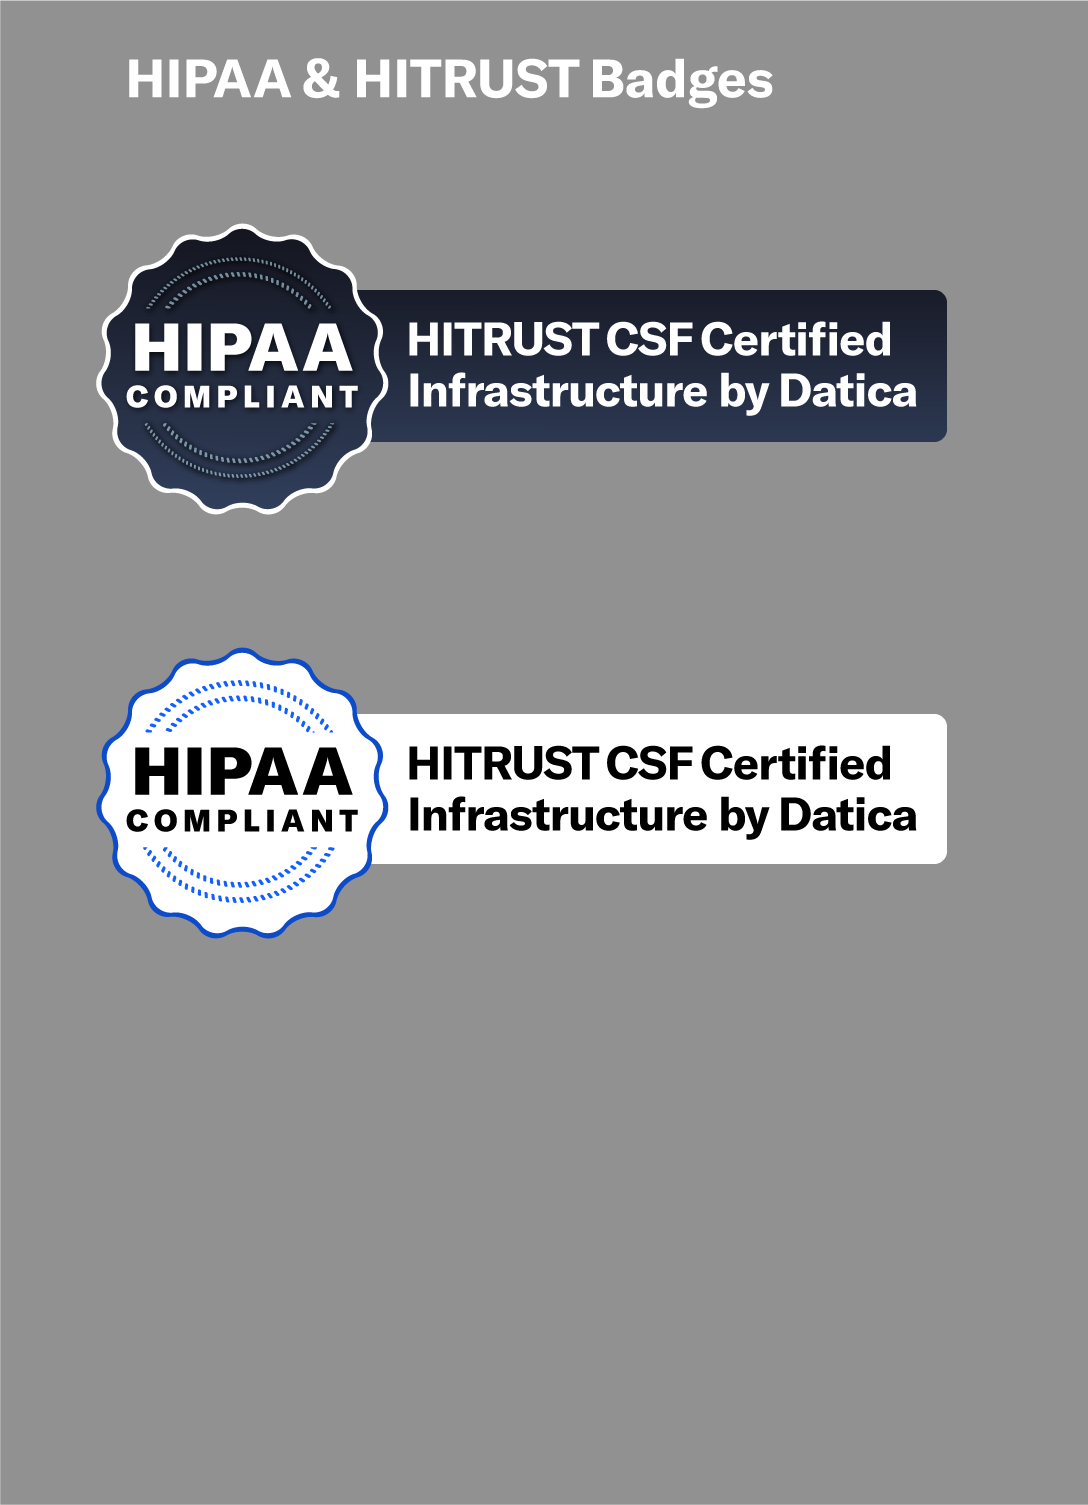 HIPAA & HITRUST Badges
HIPAA
COMPLIANT
HITRUST CSF Certified
Infrastructure by Datica
HIPAA
COMPLIANT
HITRUST CSF Certified
Infrastructure by Datica